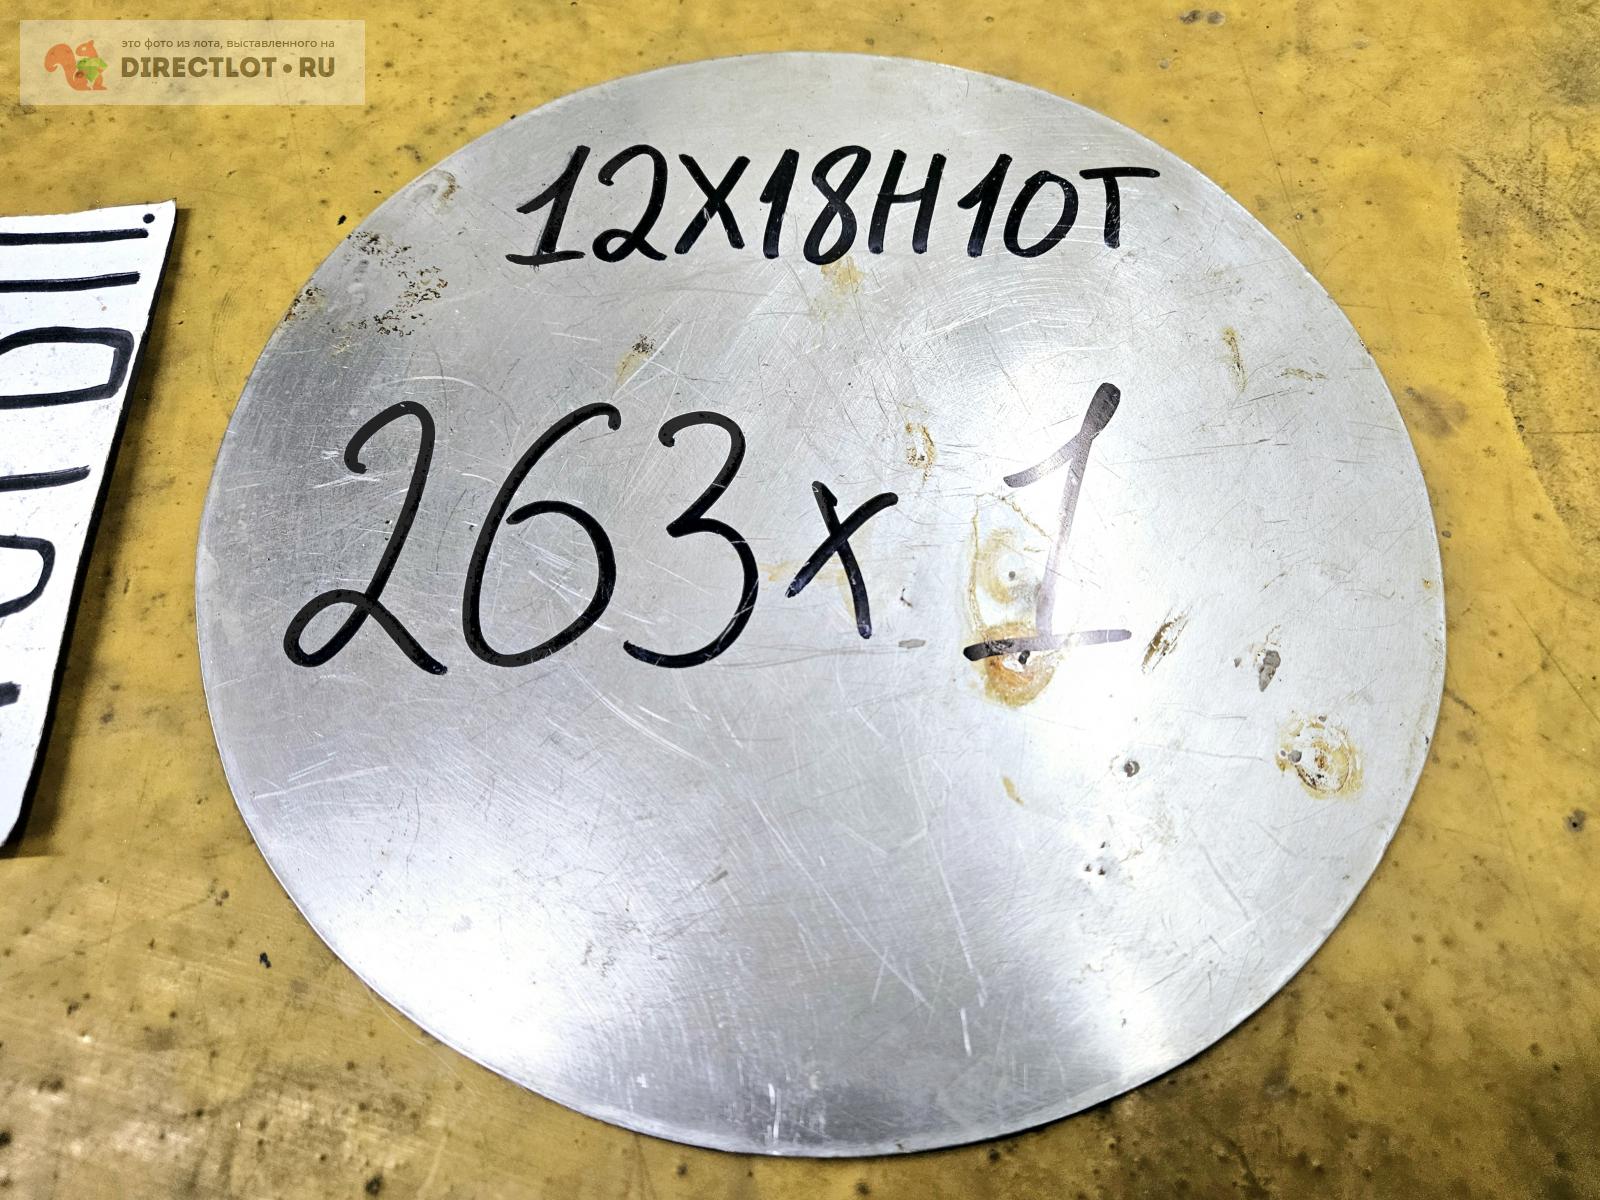 это фото из лота, выставленного на
DIRECTLOT•RU
12Х18Н10Т
263х1